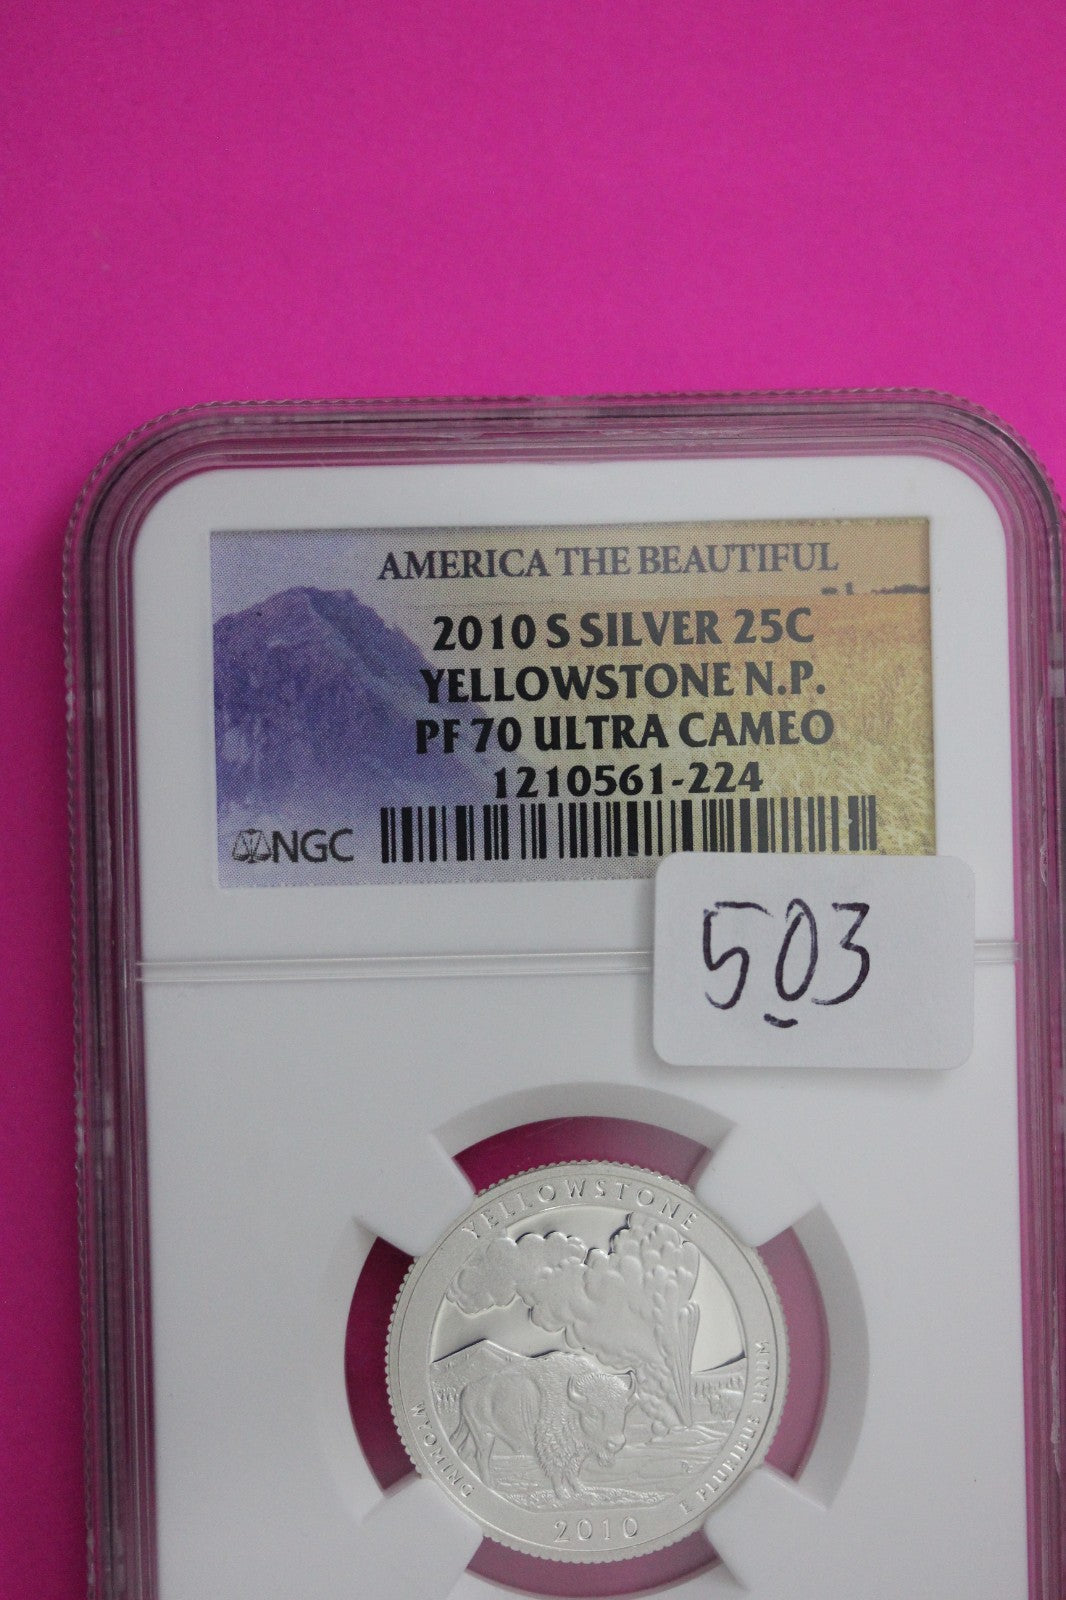 AMERICA THE BEAUTIFUL
2010 S SILVER 25C
YELLOWSTONE N.P.
PF 70 ULTRA CAMEO
1210561-224
NGC
503
YELLOWSTONE
WYOMING
E PLURIBUS UNUM
2010